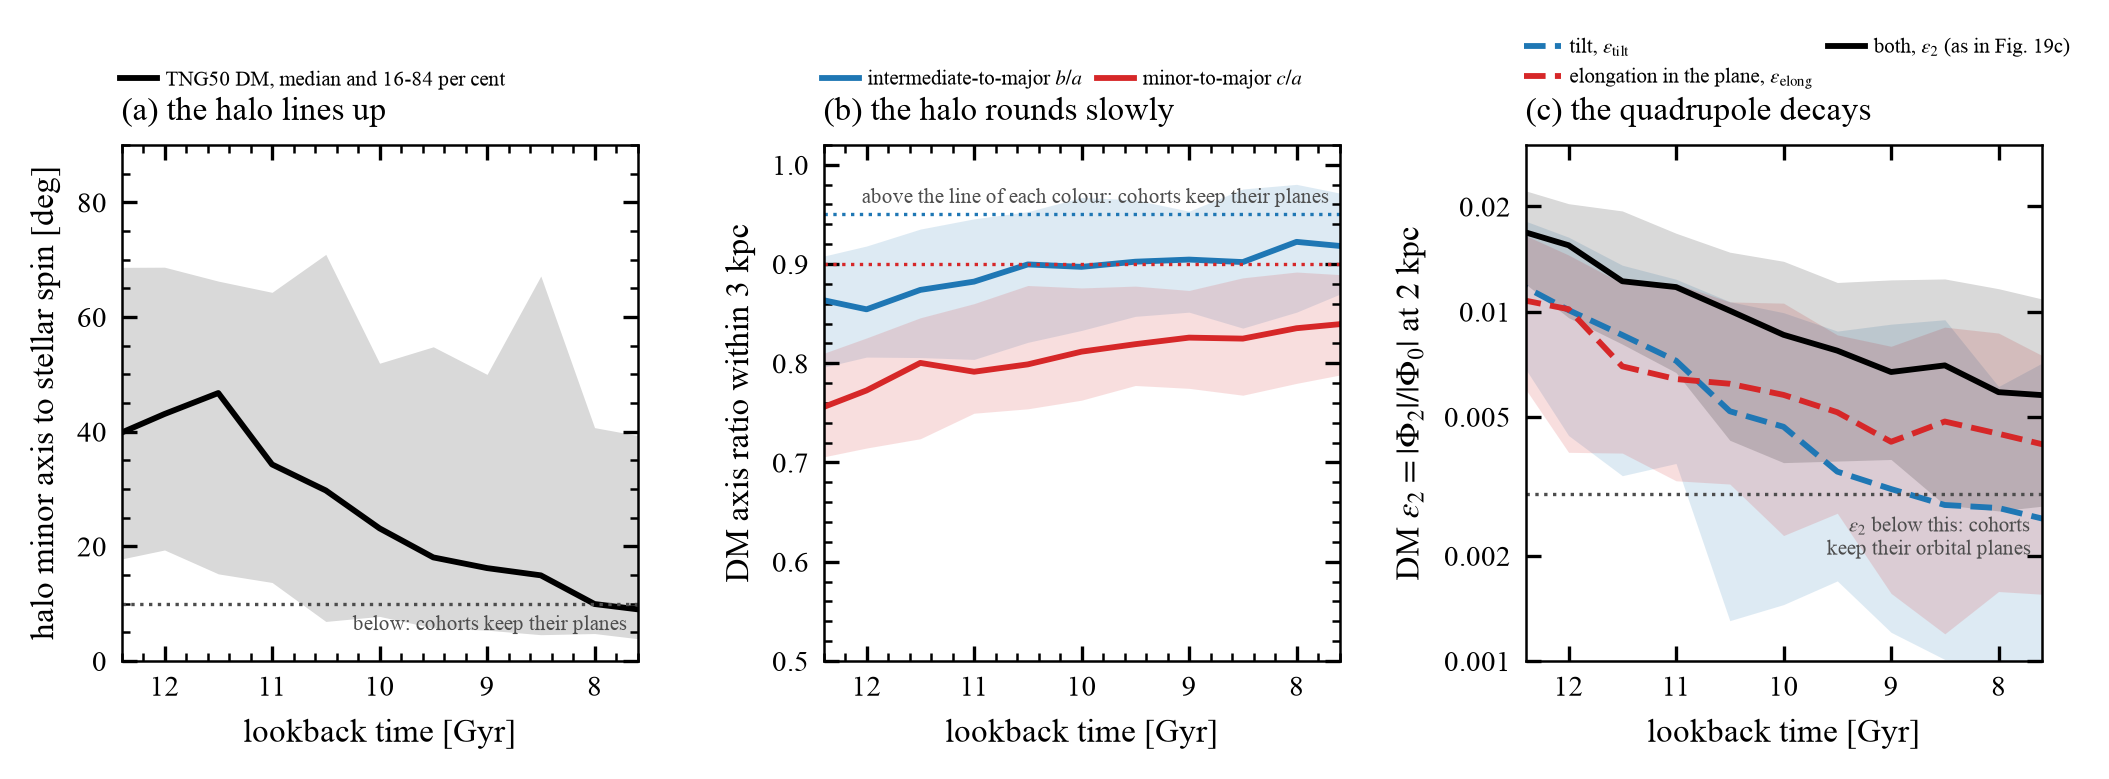 TNG50 DM, median and 16-84 per cent
(a) the halo lines up
halo minor axis to stellar spin [deg]
80
60
40
20
0
below: cohorts keep their planes
12 11 10 9 8
lookback time [Gyr]
intermediate-to-major b/a minor-to-major c/a
(b) the halo rounds slowly
DM axis ratio within 3 kpc
1.0
0.9
0.8
0.7
0.6
0.5
above the line of each colour: cohorts keep their planes
12 11 10 9 8
lookback time [Gyr]
tilt, ε_tilt both, ε₂ (as in Fig. 19c)
elongation in the plane, ε_elong
(c) the quadrupole decays
DM ε₂ = |Φ₂|/|Φ₀| at 2 kpc
0.02
0.01
0.005
0.002
0.001
ε₂ below this: cohorts
keep their orbital planes
12 11 10 9 8
lookback time [Gyr]